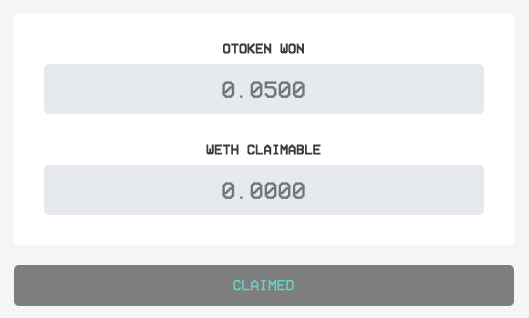 OTOKEN WON
0.0500
WETH CLAIMABLE
0.0000
CLAIMED